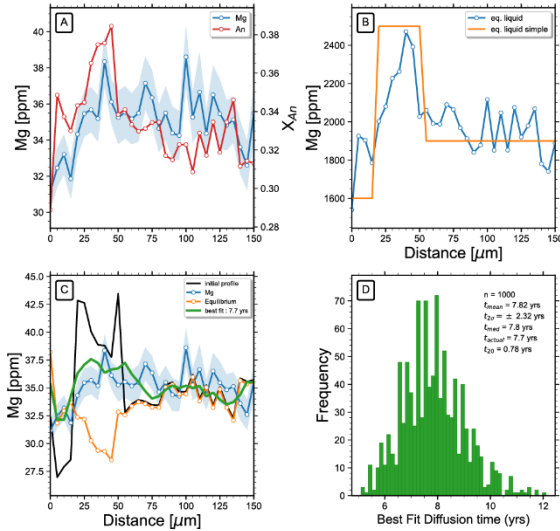 A
Mg
An
Mg [ppm]
40
38
36
34
32
30
0.38
0.36
0.34
0.32
0.30
0.28
X_An
0 25 50 75 100 125 150
Distance [μm]
B
eq. liquid
eq. liquid simple
Mg [ppm]
2400
2200
2000
1800
1600
0 25 50 75 100 125 150
Distance [μm]
C
initial profile
Mg
Equilibrium
best fit : 7.7 yrs
Mg [ppm]
45.0
42.5
40.0
37.5
35.0
32.5
30.0
27.5
0 25 50 75 100 125 150
Distance [μm]
D
n = 1000
t_mean = 7.82 yrs
t_2σ = ± 2.32 yrs
t_med = 7.8 yrs
t_actual = 7.7 yrs
t_20 = 0.78 yrs
Frequency
70
60
50
40
30
20
10
0
6 8 10 12
Best Fit Diffusion time (yrs)